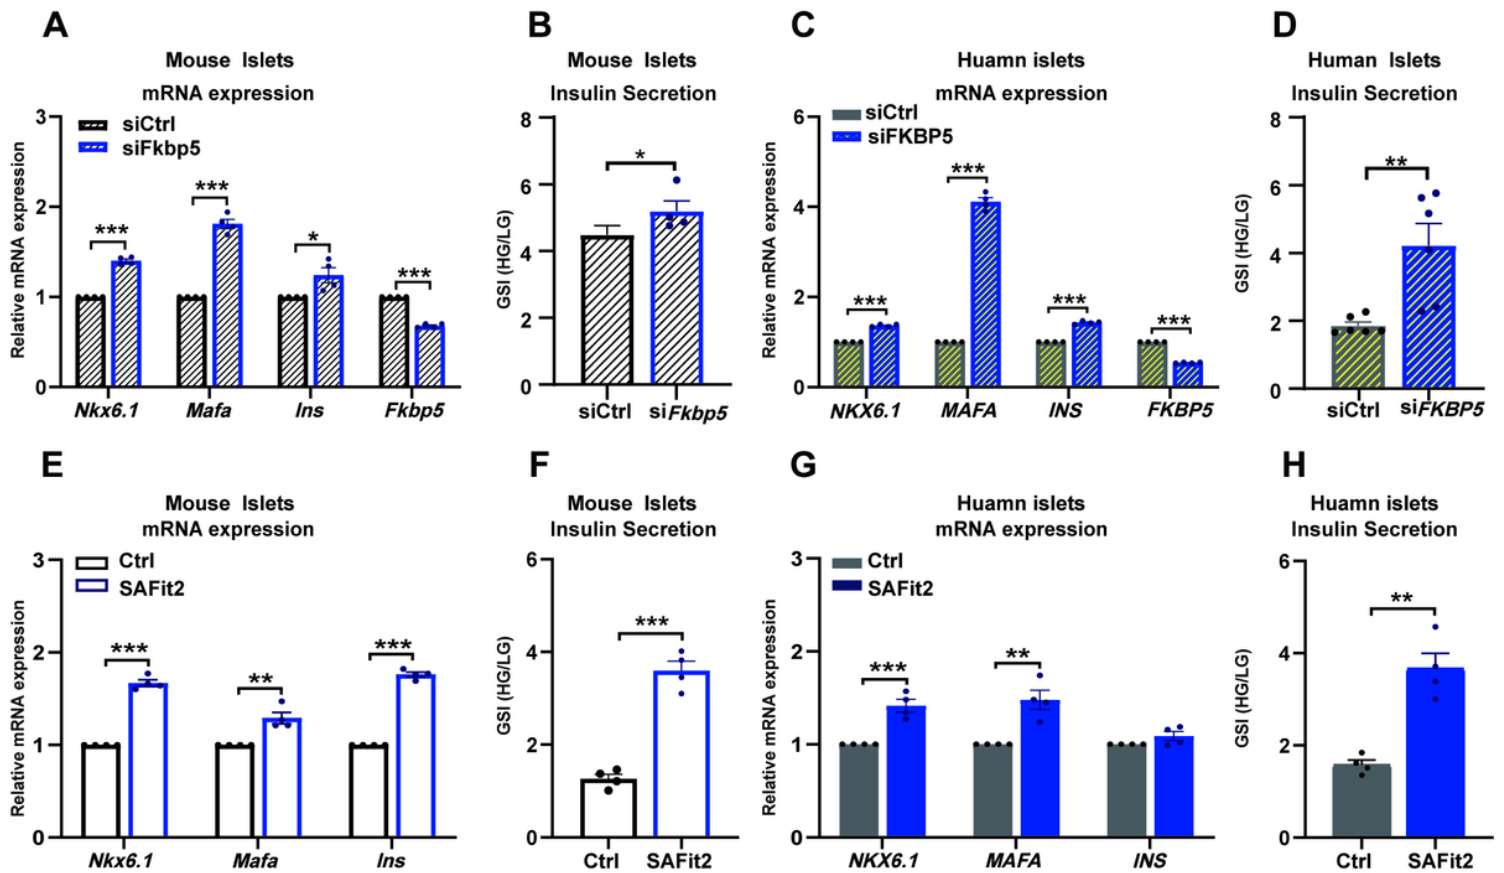 A
Mouse Islets
mRNA expression
siCtrl
siFkbp5
Relative mRNA expression
3
2
1
0
***
***
*
***
Nkx6.1
Mafa
Ins
Fkbp5
B
Mouse Islets
Insulin Secretion
GSI (HG/LG)
8
6
4
2
0
*
siCtrl
siFkbp5
C
Huamn islets
mRNA expression
siCtrl
siFKBP5
Relative mRNA expression
6
4
2
0
***
***
***
***
NKX6.1
MAFA
INS
FKBP5
D
Human Islets
Insulin Secretion
GSI (HG/LG)
8
6
4
2
0
**
siCtrl
siFKBP5
E
Mouse Islets
mRNA expression
Ctrl
SAFit2
Relative mRNA expression
3
2
1
0
***
**
***
Nkx6.1
Mafa
Ins
F
Mouse Islets
Insulin Secretion
GSI (HG/LG)
6
4
2
0
***
Ctrl
SAFit2
G
Huamn islets
mRNA expression
Ctrl
SAFit2
Relative mRNA expression
3
2
1
0
***
**
NKX6.1
MAFA
INS
H
Huamn islets
Insulin Secretion
GSI (HG/LG)
6
4
2
0
**
Ctrl
SAFit2